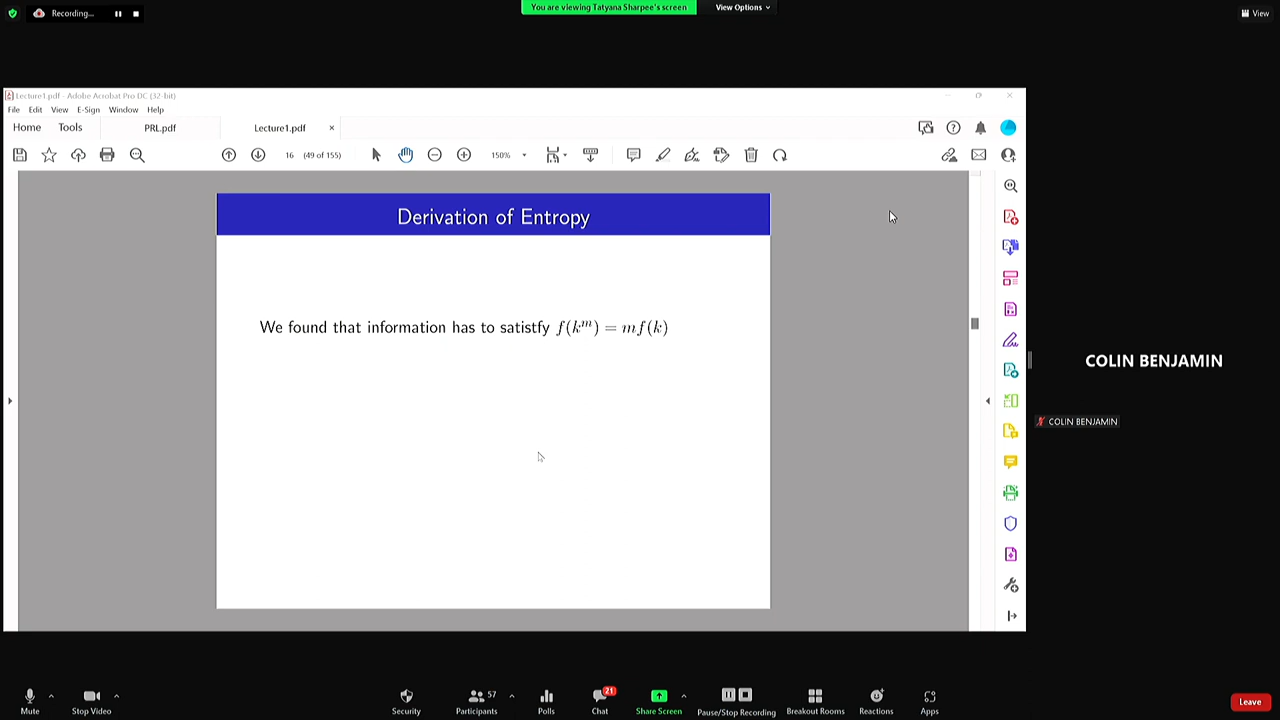 Recording...
You are viewing Tatyana Sharpee's screen
View Options
View
Lecture1.pdf - Adobe Acrobat Pro DC (32-bit)
File Edit View E-Sign Window Help
Home Tools PRL.pdf Lecture1.pdf ×
16 (49 of 155) 150%
Derivation of Entropy
We found that information has to satistfy f(k^m) = mf(k)
COLIN BENJAMIN
COLIN BENJAMIN
Mute Stop Video Security Participants 57 Polls Chat 21 Share Screen Pause/Stop Recording Breakout Rooms Reactions Apps Leave